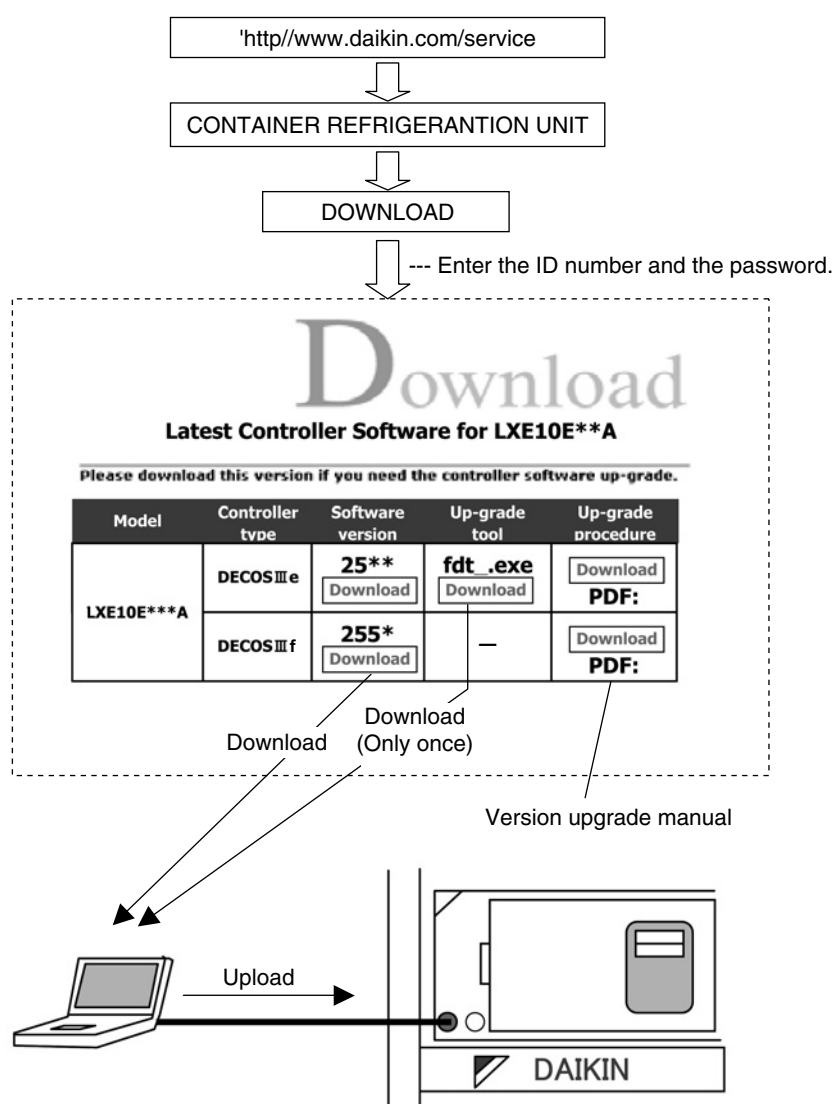 'http//www.daikin.com/service
CONTAINER REFRIGERANTION UNIT
DOWNLOAD
--- Enter the ID number and the password.
Download
Latest Controller Software for LXE10E**A
Please download this version if you need the controller software up-grade.
Model
Controller type
Software version
Up-grade tool
Up-grade procedure
LXE10E***A
DECOSⅢe
25**
Download
fdt_.exe
Download
Download
PDF:
DECOSⅢf
255*
Download
–
Download
PDF:
Download
Download
(Only once)
Version upgrade manual
Upload
DAIKIN